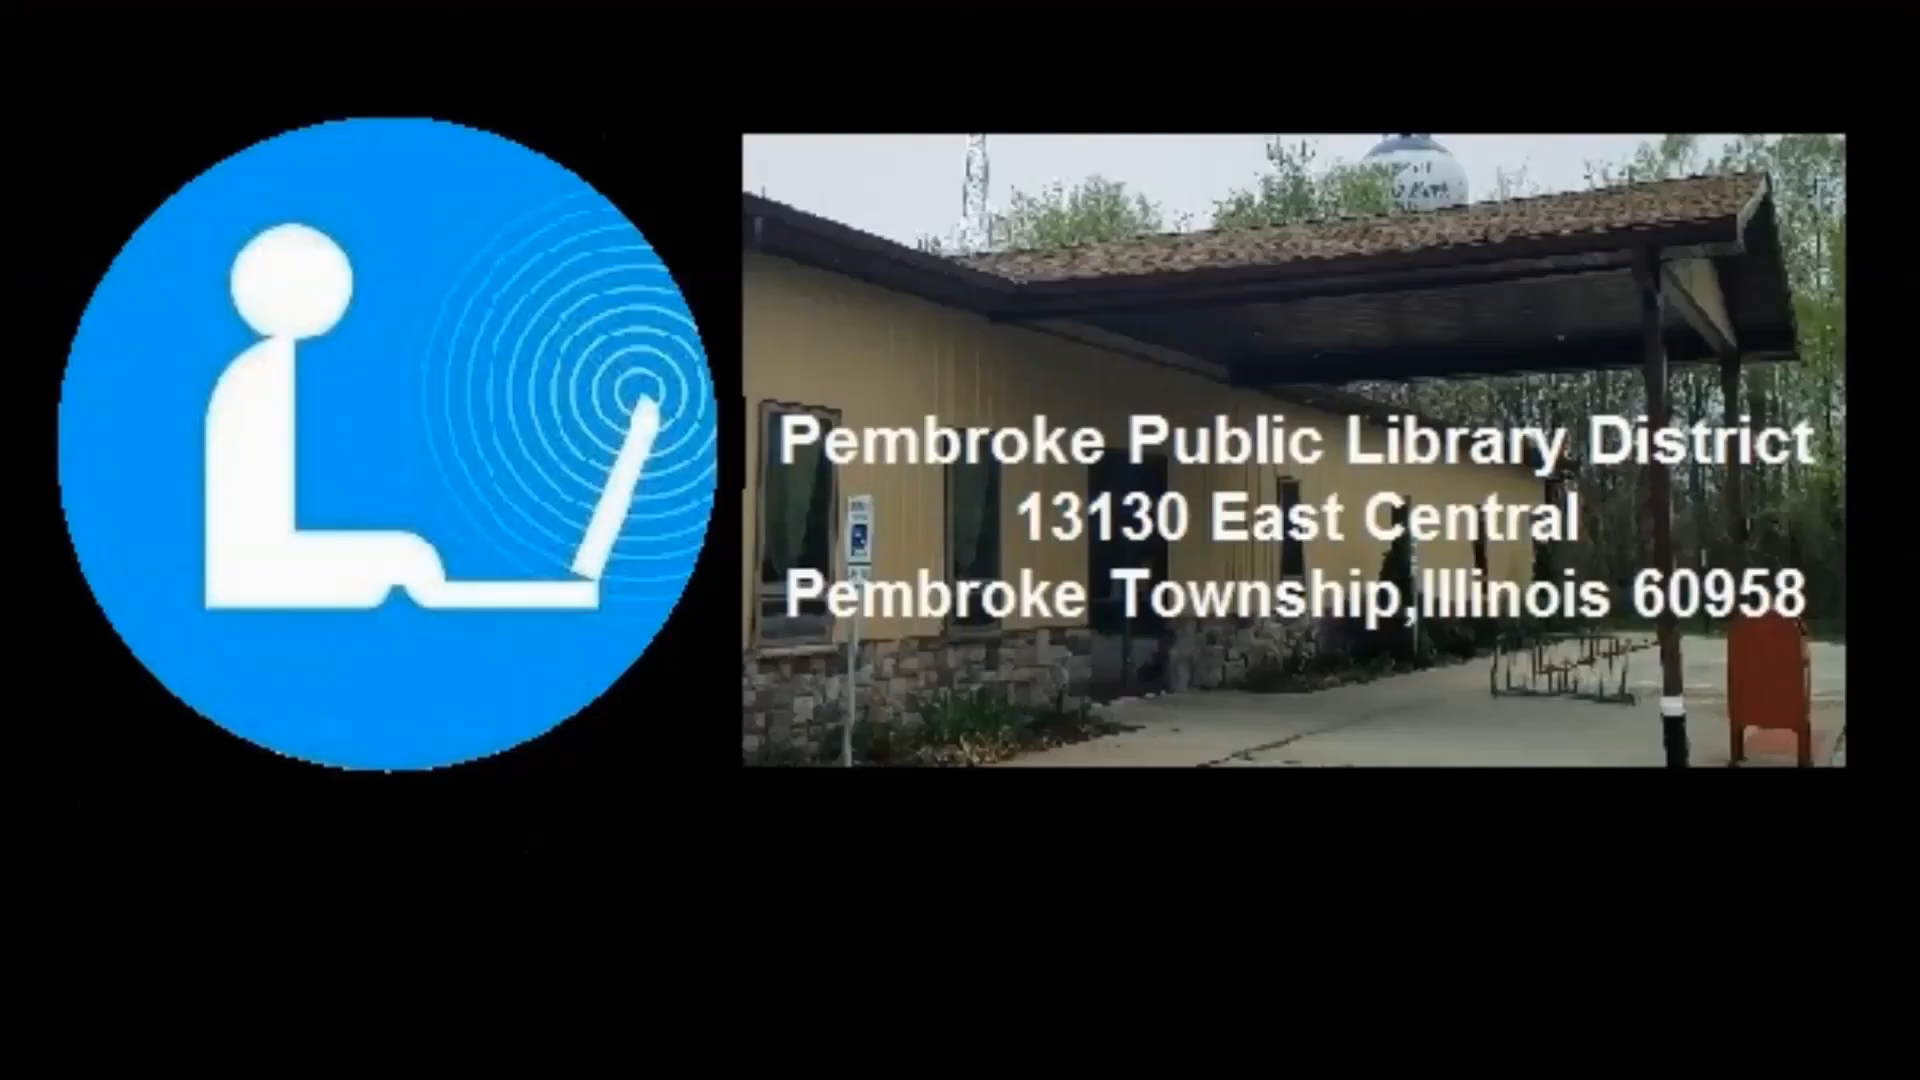 Pembroke Public Library District
13130 East Central
Pembroke Township,Illinois 60958